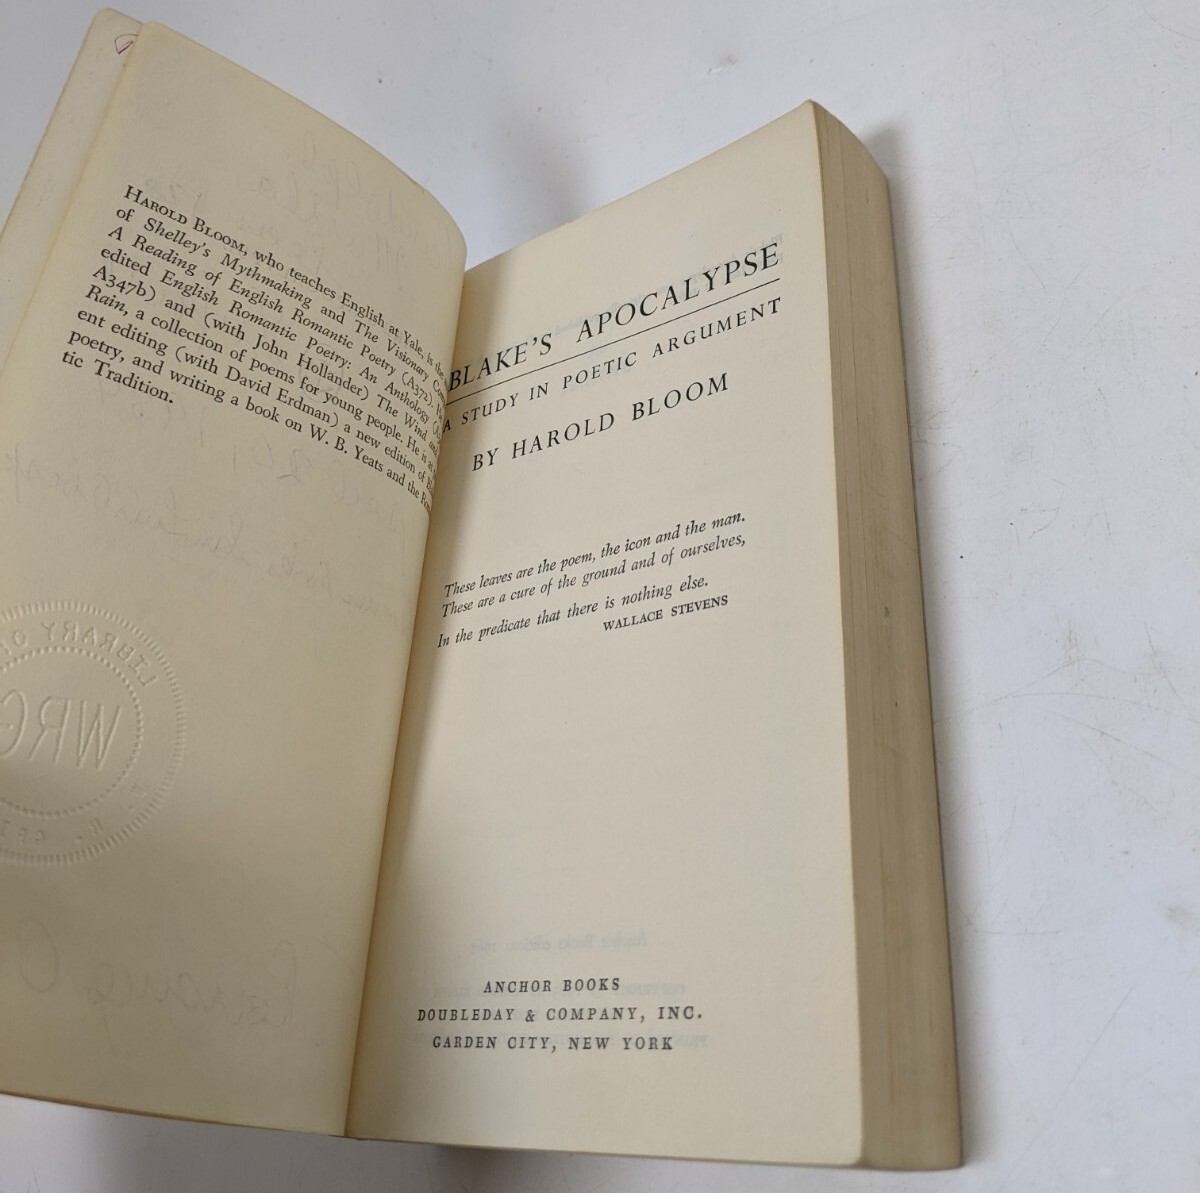 HAROLD BLOOM, who teaches English at Yale, is the
of Shelley's Mythmaking and The Visionary
A Reading of English Romantic Poetry (A372).
edited English Romantic Poetry: An Anthology
A347b) and (with John Hollander) The Wind and
Rain, a collection of poems for young people. He is
ent editing (with David Erdman) a new edition of
poetry, and writing a book on W. B. Yeats and the
tic Tradition.
LIBRARY OF
BLAKE'S APOCALYPSE
A STUDY IN POETIC ARGUMENT
BY HAROLD BLOOM
These leaves are the poem, the icon and the man.
These are a cure of the ground and of ourselves,
In the predicate that there is nothing else.
WALLACE STEVENS
ANCHOR BOOKS
DOUBLEDAY & COMPANY, INC.
GARDEN CITY, NEW YORK